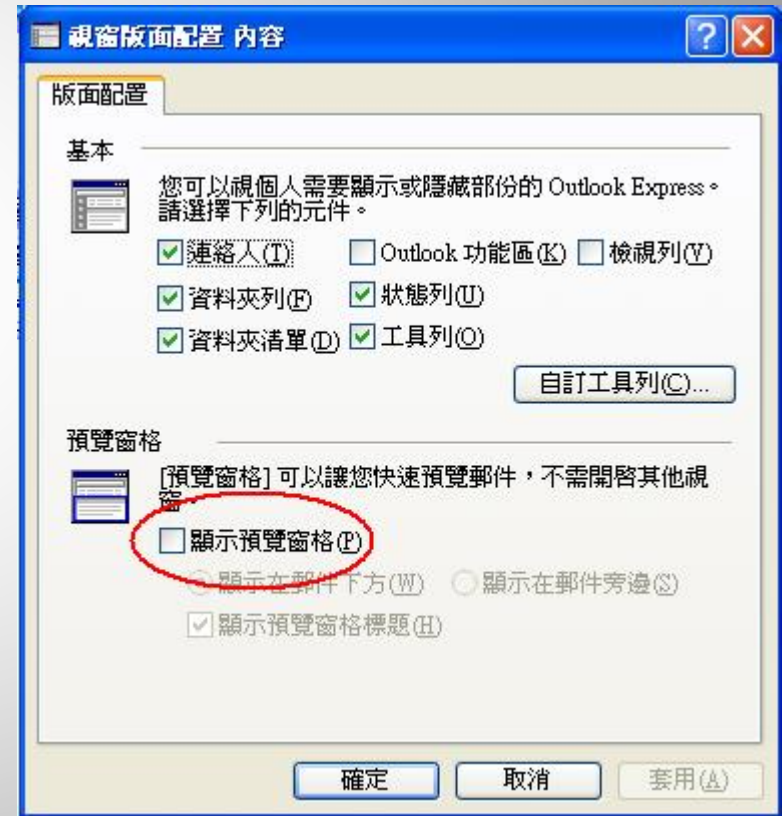 視窗版面配置 內容
版面配置
基本
您可以視個人需要顯示或隱藏部份的 Outlook Express。
請選擇下列的元件。
連絡人(T) Outlook 功能區(K) 檢視列(V)
資料夾列(F) 狀態列(U)
資料夾清單(D) 工具列(O)
自訂工具列(C)...
預覽窗格
[預覽窗格] 可以讓您快速預覽郵件，不需開啓其他視
窗。
顯示預覽窗格(P)
顯示在郵件下方(W) 顯示在郵件旁邊(S)
顯示預覽窗格標題(H)
確定 取消 套用(A)